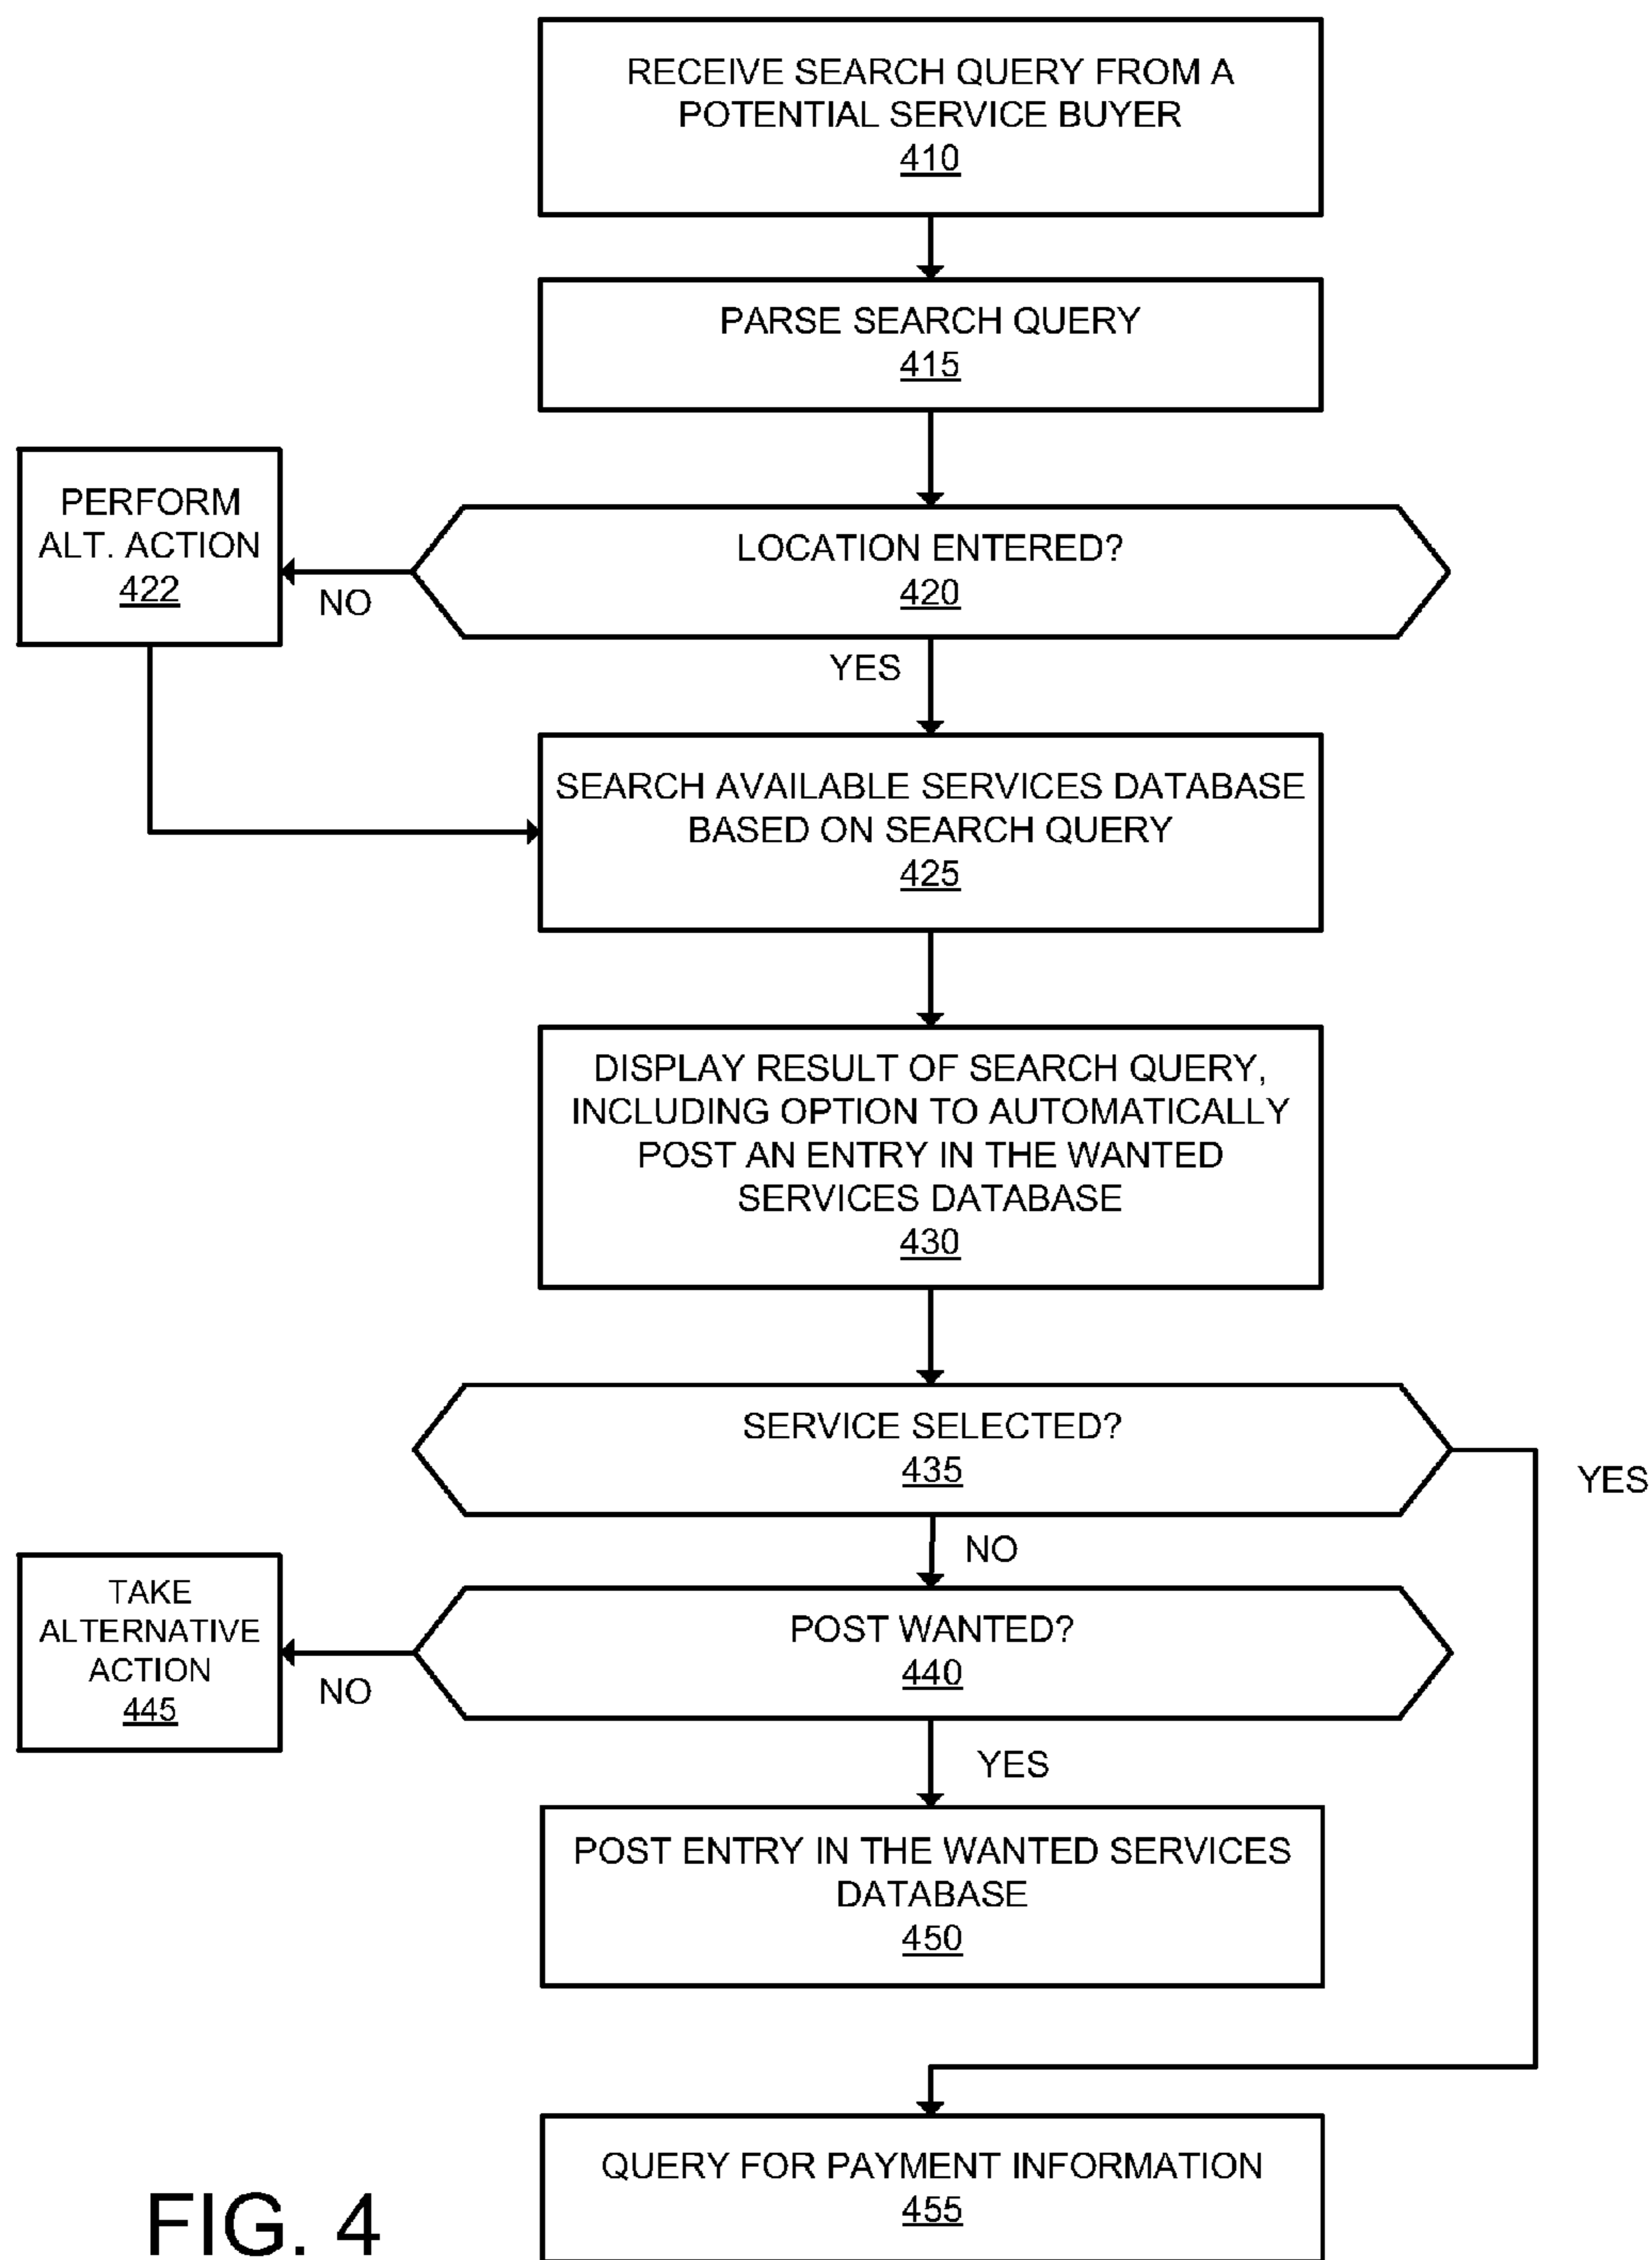 RECEIVE SEARCH QUERY FROM A
POTENTIAL SERVICE BUYER
410
PARSE SEARCH QUERY
415
PERFORM
ALT. ACTION
422
NO
LOCATION ENTERED?
420
YES
SEARCH AVAILABLE SERVICES DATABASE
BASED ON SEARCH QUERY
425
DISPLAY RESULT OF SEARCH QUERY,
INCLUDING OPTION TO AUTOMATICALLY
POST AN ENTRY IN THE WANTED
SERVICES DATABASE
430
SERVICE SELECTED?
435
YES
NO
TAKE
ALTERNATIVE
ACTION
445
NO
POST WANTED?
440
YES
POST ENTRY IN THE WANTED SERVICES
DATABASE
450
QUERY FOR PAYMENT INFORMATION
455
FIG. 4